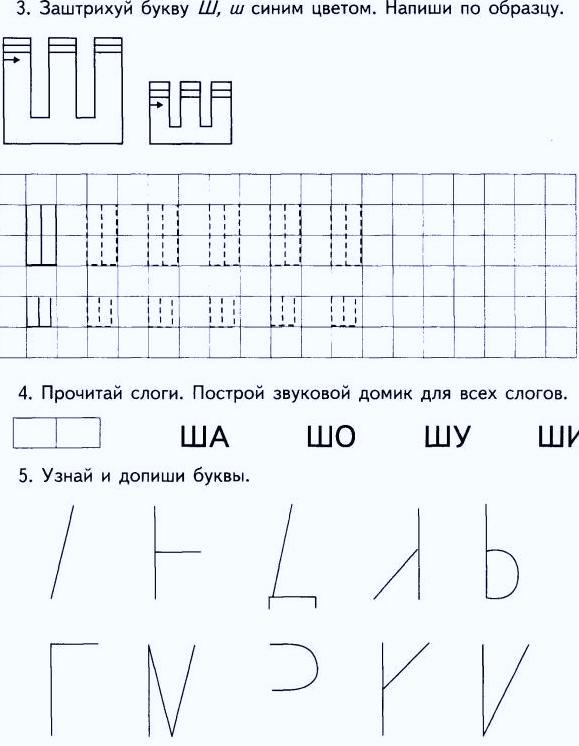 3. Заштрихуй букву Ш, ш синим цветом. Напиши по образцу.
4. Прочитай слоги. Построй звуковой домик для всех слогов.
ША ШО ШУ ШИ
5. Узнай и допиши буквы.